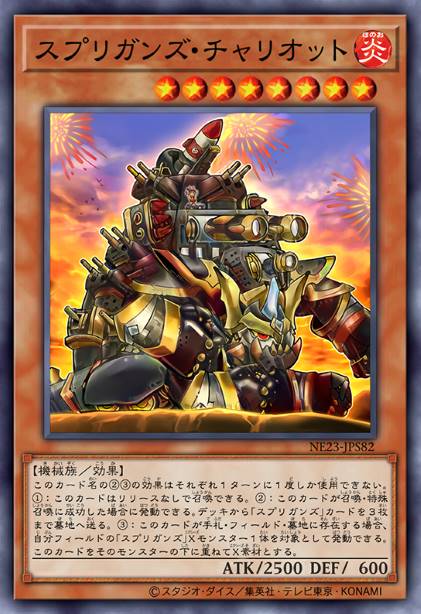 スプリガンズ・チャリオット
炎
NE23-JPS82
【機械族/効果】
このカード名の②③の効果はそれぞれ1ターンに1度しか使用できない。
①:このカードはリリースなしで召喚できる。②:このカードが召喚・特殊
召喚に成功した場合に発動できる。デッキから「スプリガンズ」カードを3枚
まで墓地へ送る。③:このカードが手札・フィールド・墓地に存在する場合、
自分フィールドの「スプリガンズ」Xモンスター1体を対象として発動できる。
このカードをそのモンスターの下に重ねてX素材とする。
ATK/2500 DEF/ 600
©スタジオ・ダイス/集英社・テレビ東京・KONAMI